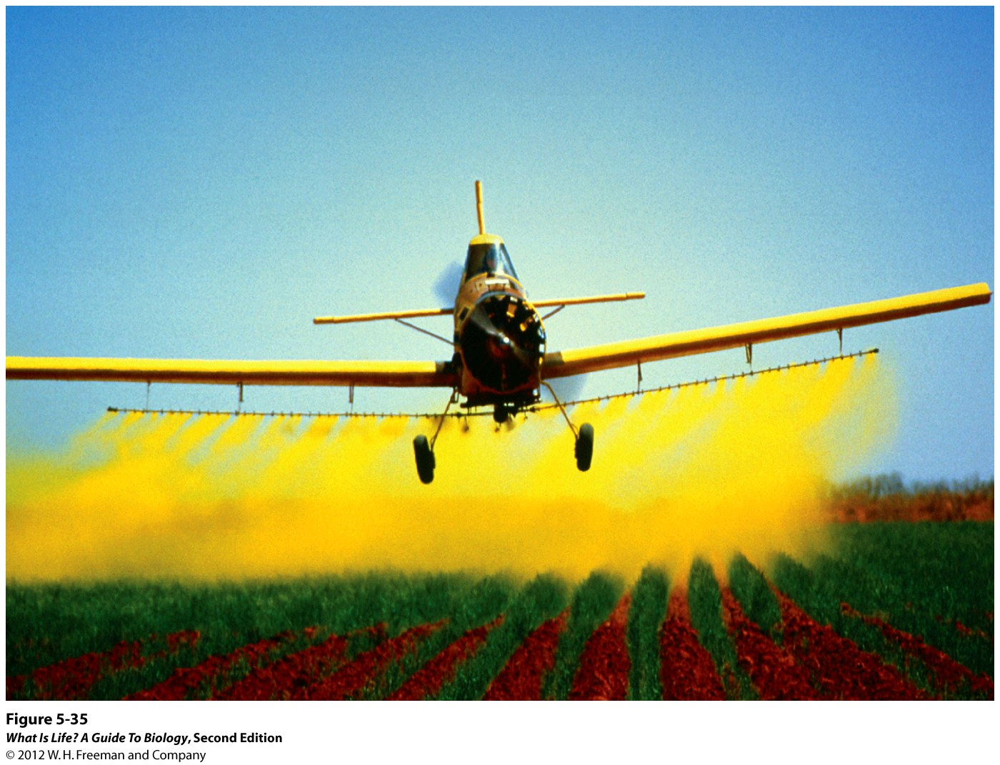 Figure 5-35
What Is Life? A Guide To Biology, Second Edition
© 2012 W. H. Freeman and Company